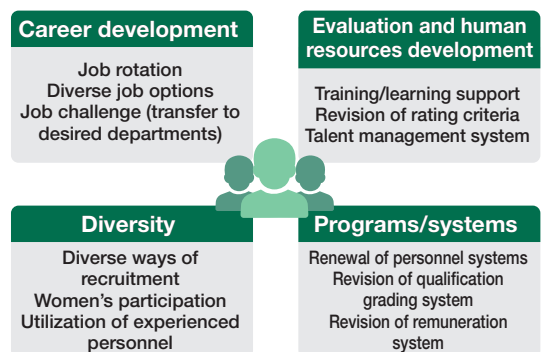 Career development
Job rotation
Diverse job options
Job challenge (transfer to
desired departments)
Evaluation and human
resources development
Training/learning support
Revision of rating criteria
Talent management system
Diversity
Diverse ways of
recruitment
Women's participation
Utilization of experienced
personnel
Programs/systems
Renewal of personnel systems
Revision of qualification
grading system
Revision of remuneration
system